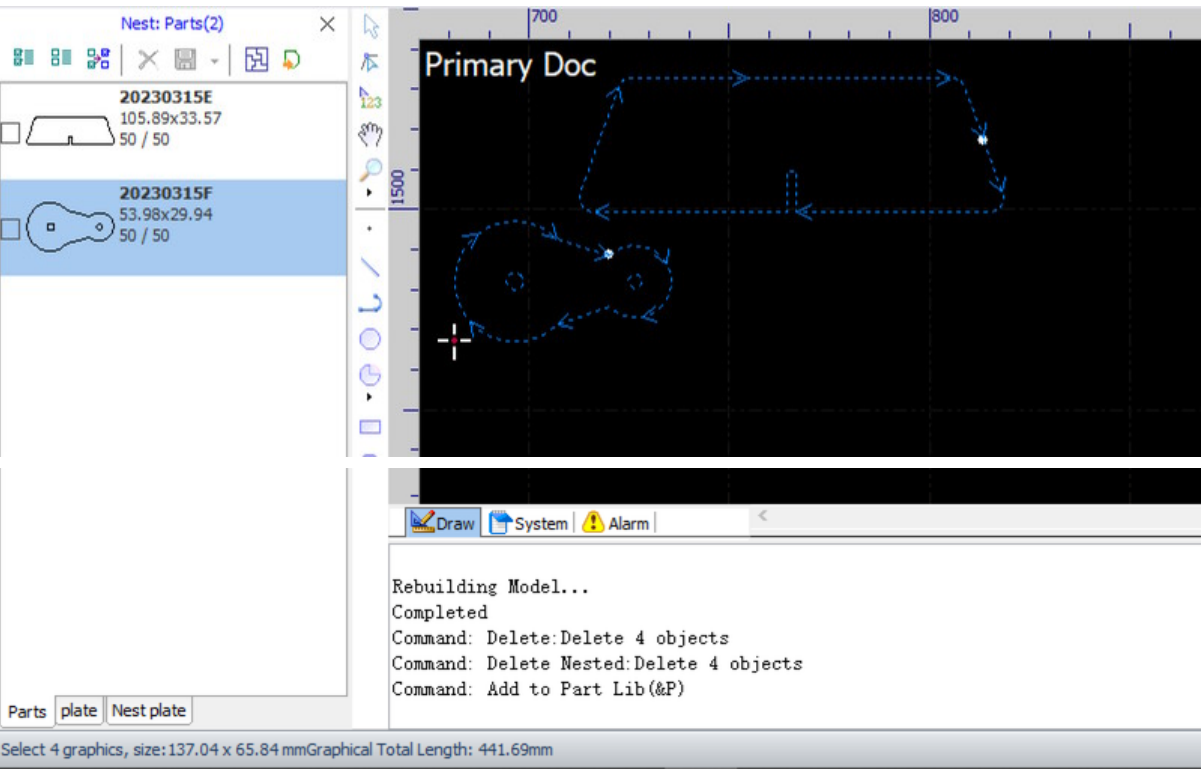 Nest: Parts(2)
20230315E
105.89x33.57
50 / 50
20230315F
53.98x29.94
50 / 50
123
700
800
1500
Primary Doc
Draw
System
Alarm
Rebuilding Model...
Completed
Command: Delete:Delete 4 objects
Command: Delete Nested:Delete 4 objects
Command: Add to Part Lib(&P)
Parts
plate
Nest plate
Select 4 graphics, size:137.04 x 65.84 mmGraphical Total Length: 441.69mm